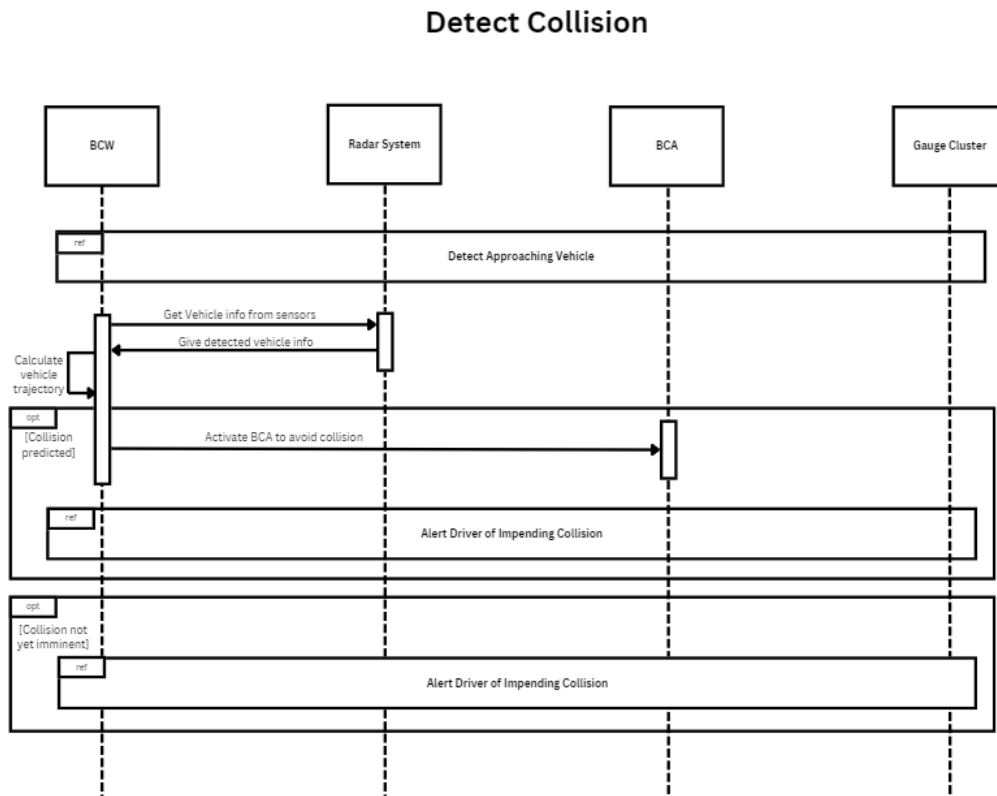 Detect Collision
BCW
Radar System
BCA
Gauge Cluster
ref
Detect Approaching Vehicle
Get Vehicle info from sensors
Give detected vehicle info
Calculate
vehicle
trajectory
opt
[Collision
predicted]
Activate BCA to avoid collision
ref
Alert Driver of Impending Collision
opt
[Collision not
yet imminent]
ref
Alert Driver of Impending Collision